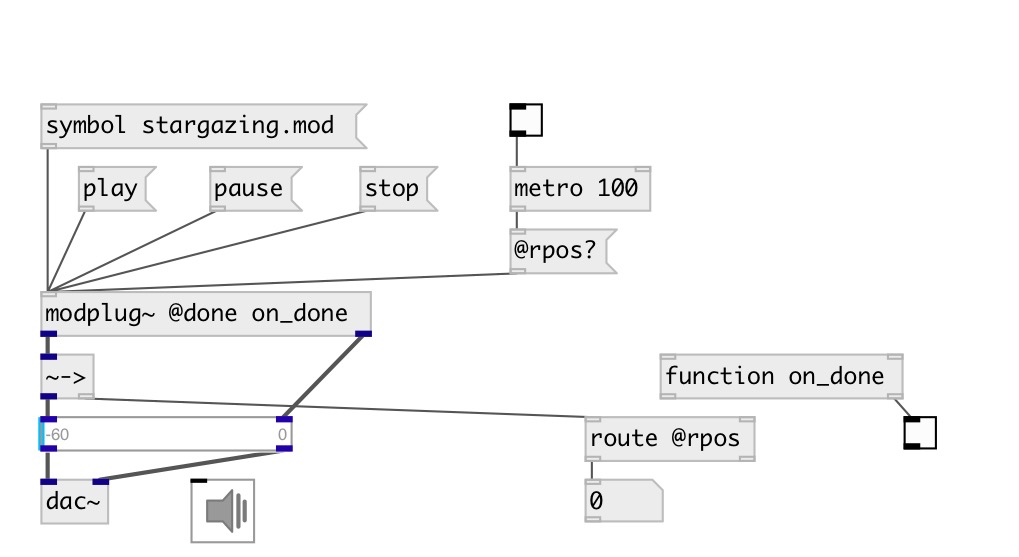 symbol stargazing.mod
play
pause
stop
metro 100
@rpos?
modplug~ @done on_done
~->
function on_done
-60
0
route @rpos
dac~
0